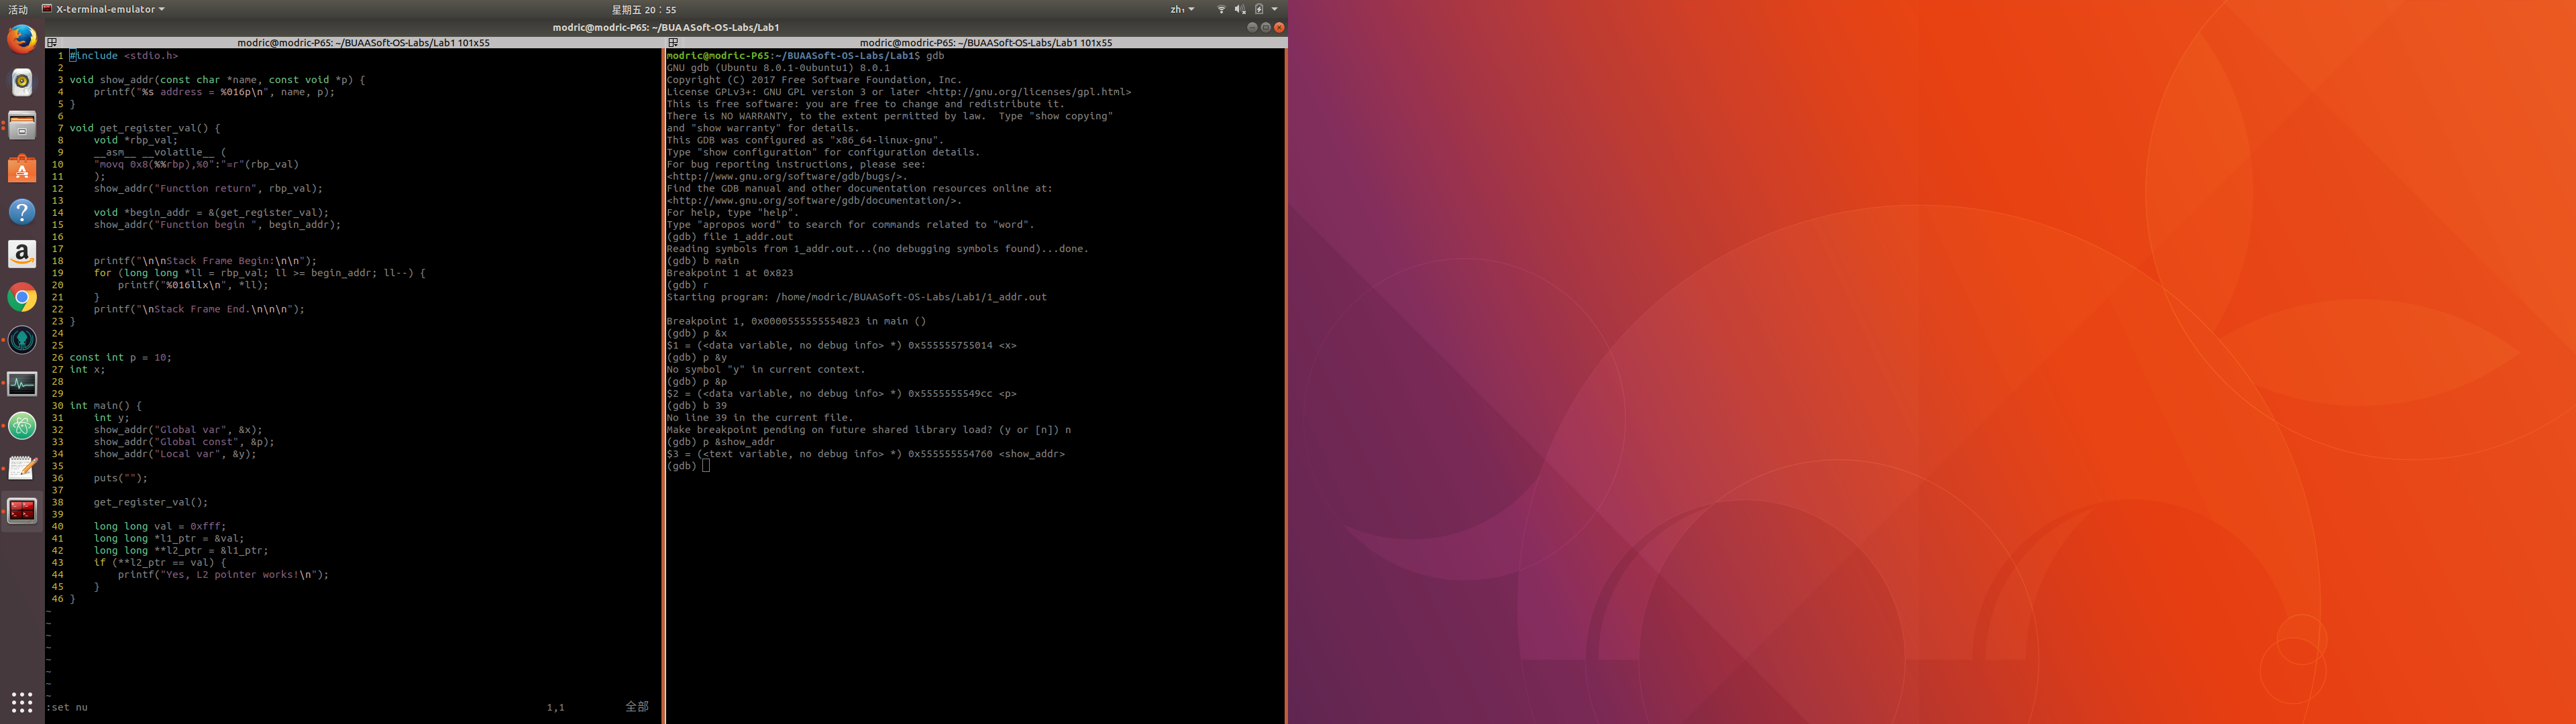 活动 X-terminal-emulator 星期五 20：55 zh₁
modric@modric-P65: ~/BUAASoft-OS-Labs/Lab1
modric@modric-P65: ~/BUAASoft-OS-Labs/Lab1 101x55
1 #include <stdio.h>
2
3 void show_addr(const char *name, const void *p) {
4     printf("%s address = %016p\n", name, p);
5 }
6
7 void get_register_val() {
8     void *rbp_val;
9     __asm__ __volatile__ (
10     "movq 0x8(%%rbp),%0":"=r"(rbp_val)
11     );
12     show_addr("Function return", rbp_val);
13
14     void *begin_addr = &(get_register_val);
15     show_addr("Function begin ", begin_addr);
16
17
18     printf("\n\nStack Frame Begin:\n\n");
19     for (long long *ll = rbp_val; ll >= begin_addr; ll--) {
20         printf("%016llx\n", *ll);
21     }
22     printf("\nStack Frame End.\n\n\n");
23 }
24
25
26 const int p = 10;
27 int x;
28
29
30 int main() {
31     int y;
32     show_addr("Global var", &x);
33     show_addr("Global const", &p);
34     show_addr("Local var", &y);
35
36     puts("");
37
38     get_register_val();
39
40     long long val = 0xfff;
41     long long *l1_ptr = &val;
42     long long **l2_ptr = &l1_ptr;
43     if (**l2_ptr == val) {
44         printf("Yes, L2 pointer works!\n");
45     }
46 }
~
~
~
~
~
~
~
~
:set nu 1,1 全部
modric@modric-P65: ~/BUAASoft-OS-Labs/Lab1 101x55
modric@modric-P65:~/BUAASoft-OS-Labs/Lab1$ gdb
GNU gdb (Ubuntu 8.0.1-0ubuntu1) 8.0.1
Copyright (C) 2017 Free Software Foundation, Inc.
License GPLv3+: GNU GPL version 3 or later <http://gnu.org/licenses/gpl.html>
This is free software: you are free to change and redistribute it.
There is NO WARRANTY, to the extent permitted by law.  Type "show copying"
and "show warranty" for details.
This GDB was configured as "x86_64-linux-gnu".
Type "show configuration" for configuration details.
For bug reporting instructions, please see:
<http://www.gnu.org/software/gdb/bugs/>.
Find the GDB manual and other documentation resources online at:
<http://www.gnu.org/software/gdb/documentation/>.
For help, type "help".
Type "apropos word" to search for commands related to "word".
(gdb) file 1_addr.out
Reading symbols from 1_addr.out...(no debugging symbols found)...done.
(gdb) b main
Breakpoint 1 at 0x823
(gdb) r
Starting program: /home/modric/BUAASoft-OS-Labs/Lab1/1_addr.out
Breakpoint 1, 0x0000555555554823 in main ()
(gdb) p &x
$1 = (<data variable, no debug info> *) 0x555555755014 <x>
(gdb) p &y
No symbol "y" in current context.
(gdb) p &p
$2 = (<data variable, no debug info> *) 0x5555555549cc <p>
(gdb) b 39
No line 39 in the current file.
Make breakpoint pending on future shared library load? (y or [n]) n
(gdb) p &show_addr
$3 = (<text variable, no debug info> *) 0x555555554760 <show_addr>
(gdb)